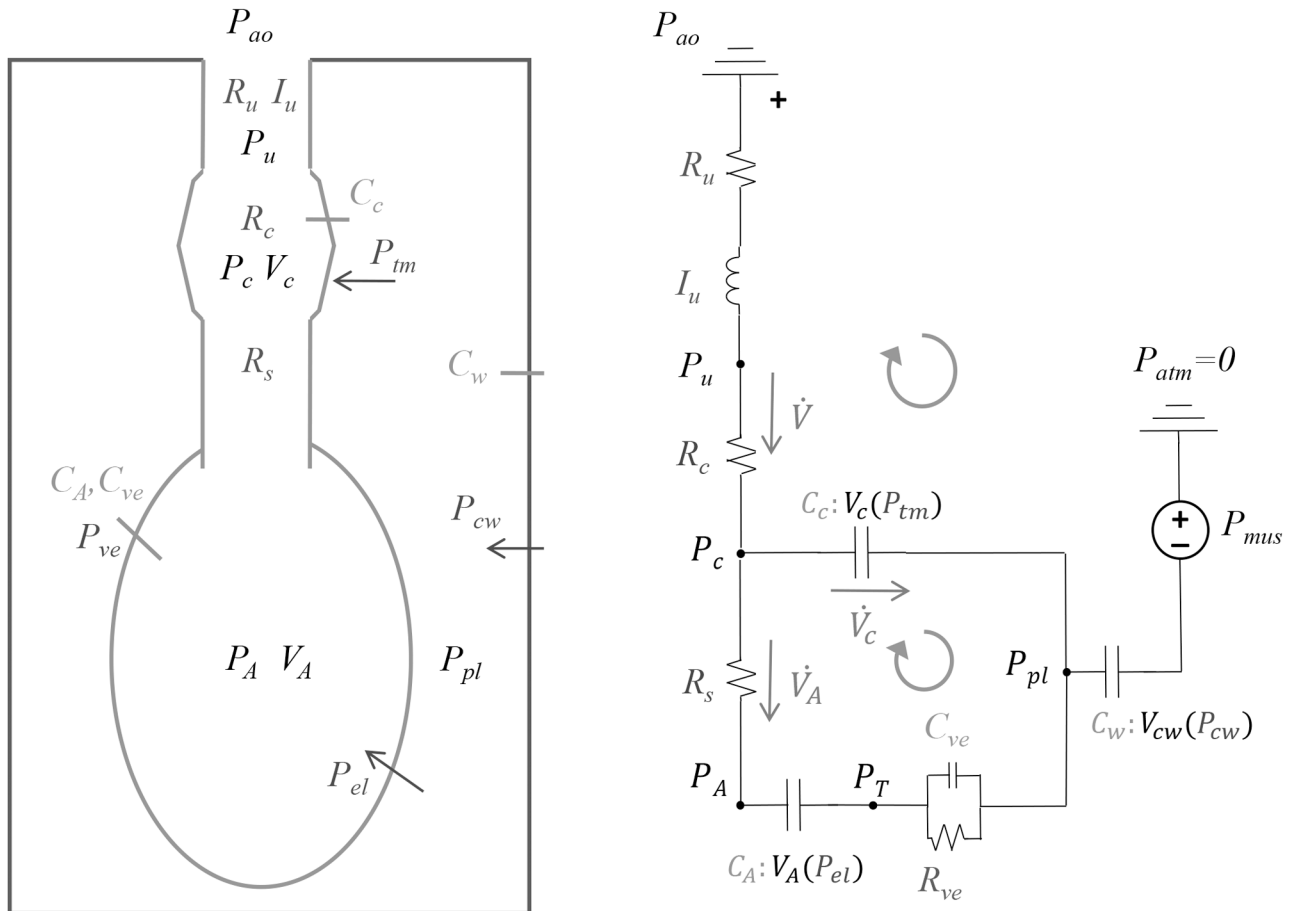 P_ao
R_u I_u
P_u
C_c
R_c
P_tm
P_c V_c
R_s
C_w
C_A, C_ve
P_ve
P_cw
P_A V_A
P_pl
P_el
P_ao
+
R_u
I_u
P_u
V̇
R_c
P_atm=0
C_c: V_c(P_tm)
+
−
P_mus
P_c
V̇_c
R_s
V̇_A
P_pl
C_ve
C_w: V_cw(P_cw)
P_A
P_T
C_A: V_A(P_el)
R_ve